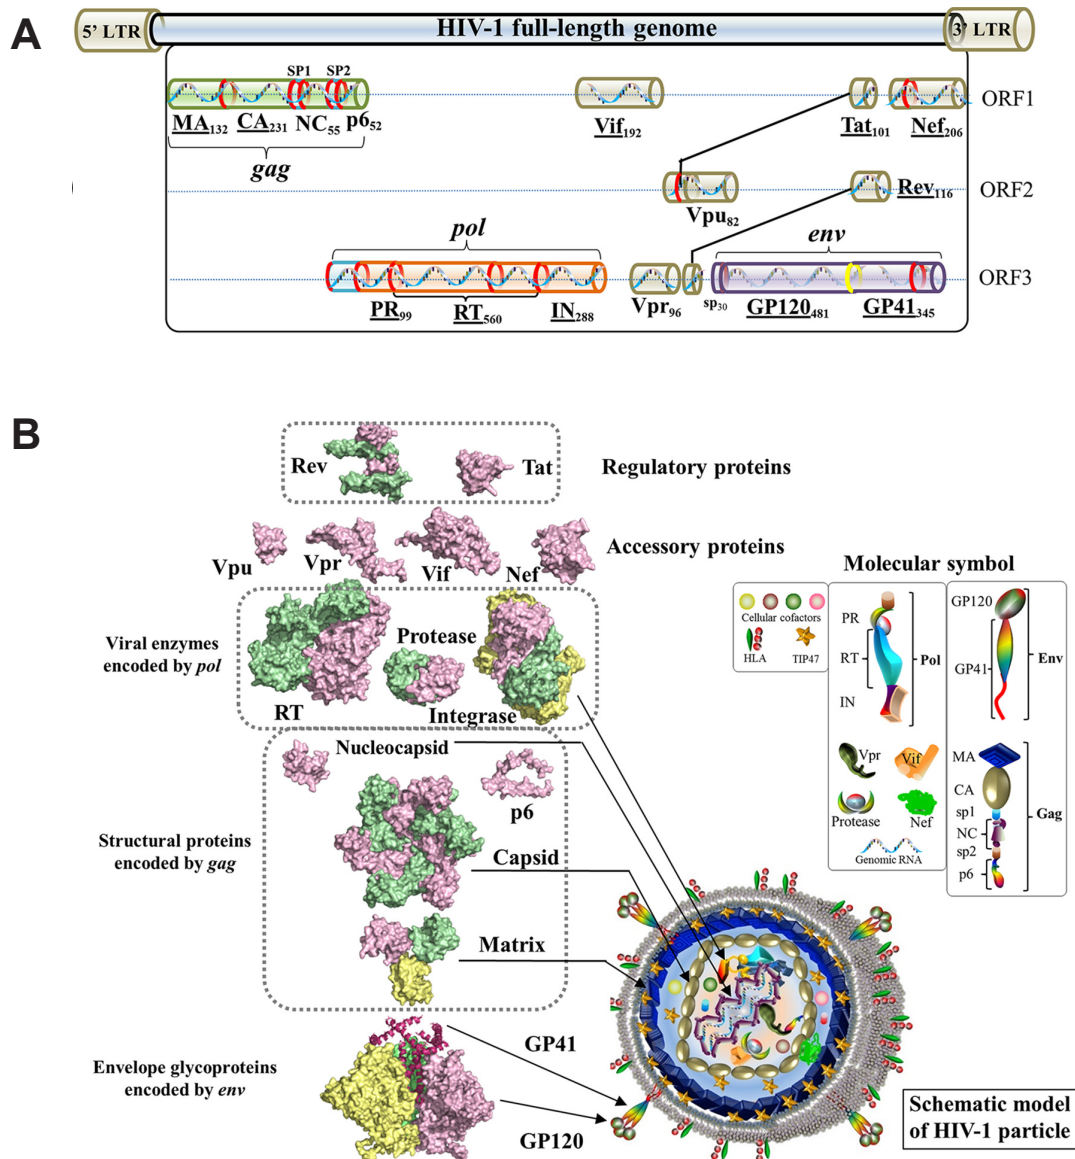 A
5' LTR
HIV-1 full-length genome
3' LTR
SP1
SP2
ORF1
MA132
CA231
NC55
p652
Vif192
Tat101
Nef206
gag
ORF2
Vpu82
Rev116
pol
env
ORF3
PR99
RT560
IN288
Vpr96
sp30
GP120481
GP41345
B
Rev
Tat
Regulatory proteins
Vpu
Vpr
Vif
Nef
Accessory proteins
Viral enzymes
encoded by pol
RT
Protease
Integrase
Structural proteins
encoded by gag
Nucleocapsid
p6
Capsid
Matrix
Envelope glycoproteins
encoded by env
GP41
GP120
Molecular symbol
Cellular cofactors
HLA
TIP47
PR
RT
IN
Pol
GP120
GP41
Env
Vpr
Vif
Protease
Nef
Genomic RNA
MA
CA
sp1
NC
sp2
p6
Gag
Schematic model
of HIV-1 particle